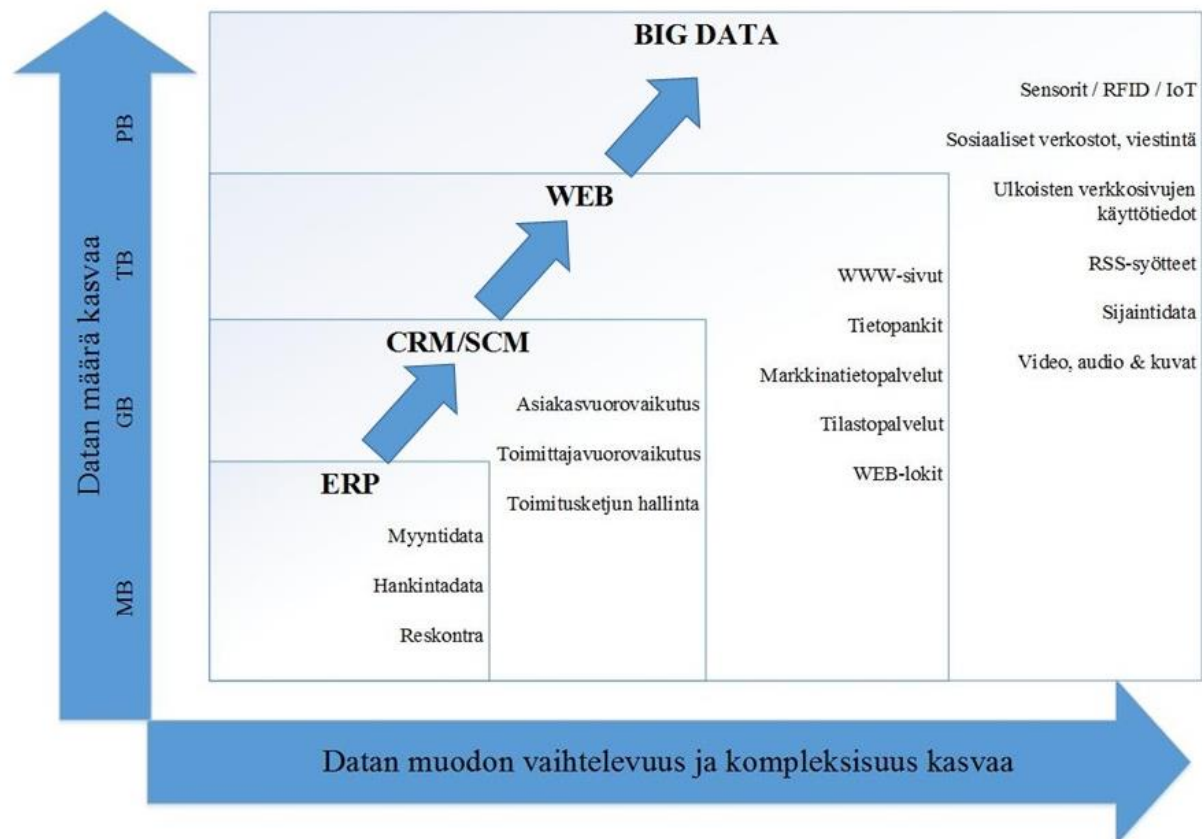 BIG DATA
Sensorit / RFID / IoT
Sosiaaliset verkostot, viestintä
Ulkoisten verkkosivujen
käyttötiedot
RSS-syötteet
Sijaintidata
Video, audio & kuvat
WEB
WWW-sivut
Tietopankit
Markkinatietopalvelut
Tilastopalvelut
WEB-lokit
CRM/SCM
Asiakasvuorovaikutus
Toimittajavuorovaikutus
Toimitusketjun hallinta
ERP
Myyntidata
Hankintadata
Reskontra
Datan määrä kasvaa
PB
TB
GB
MB
Datan muodon vaihtelevuus ja kompleksisuus kasvaa